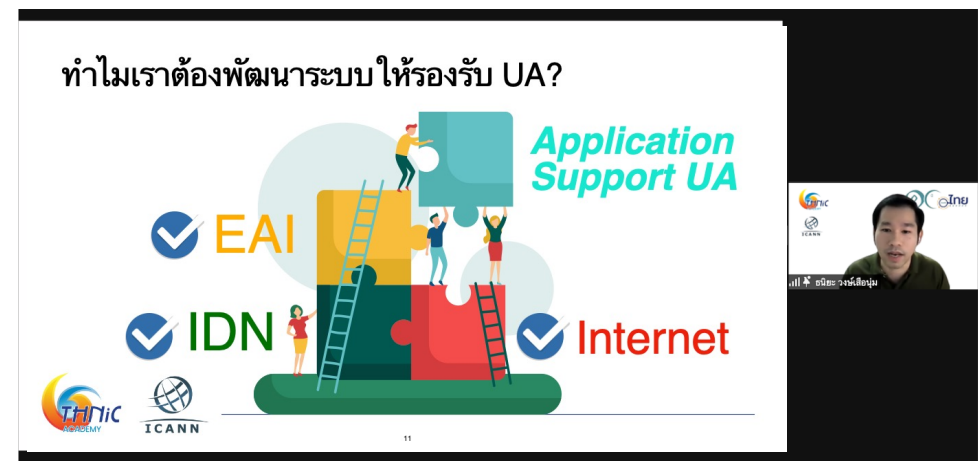 ทำไมเราต้องพัฒนาระบบ ให้รองรับ UA?
Application
Support UA
EAI
IDN
Internet
THNIC
ACADEMY
ICANN
11
THNIC
ICANN
ไทย
ธนิยะ วงษ์เสือนุ่ม